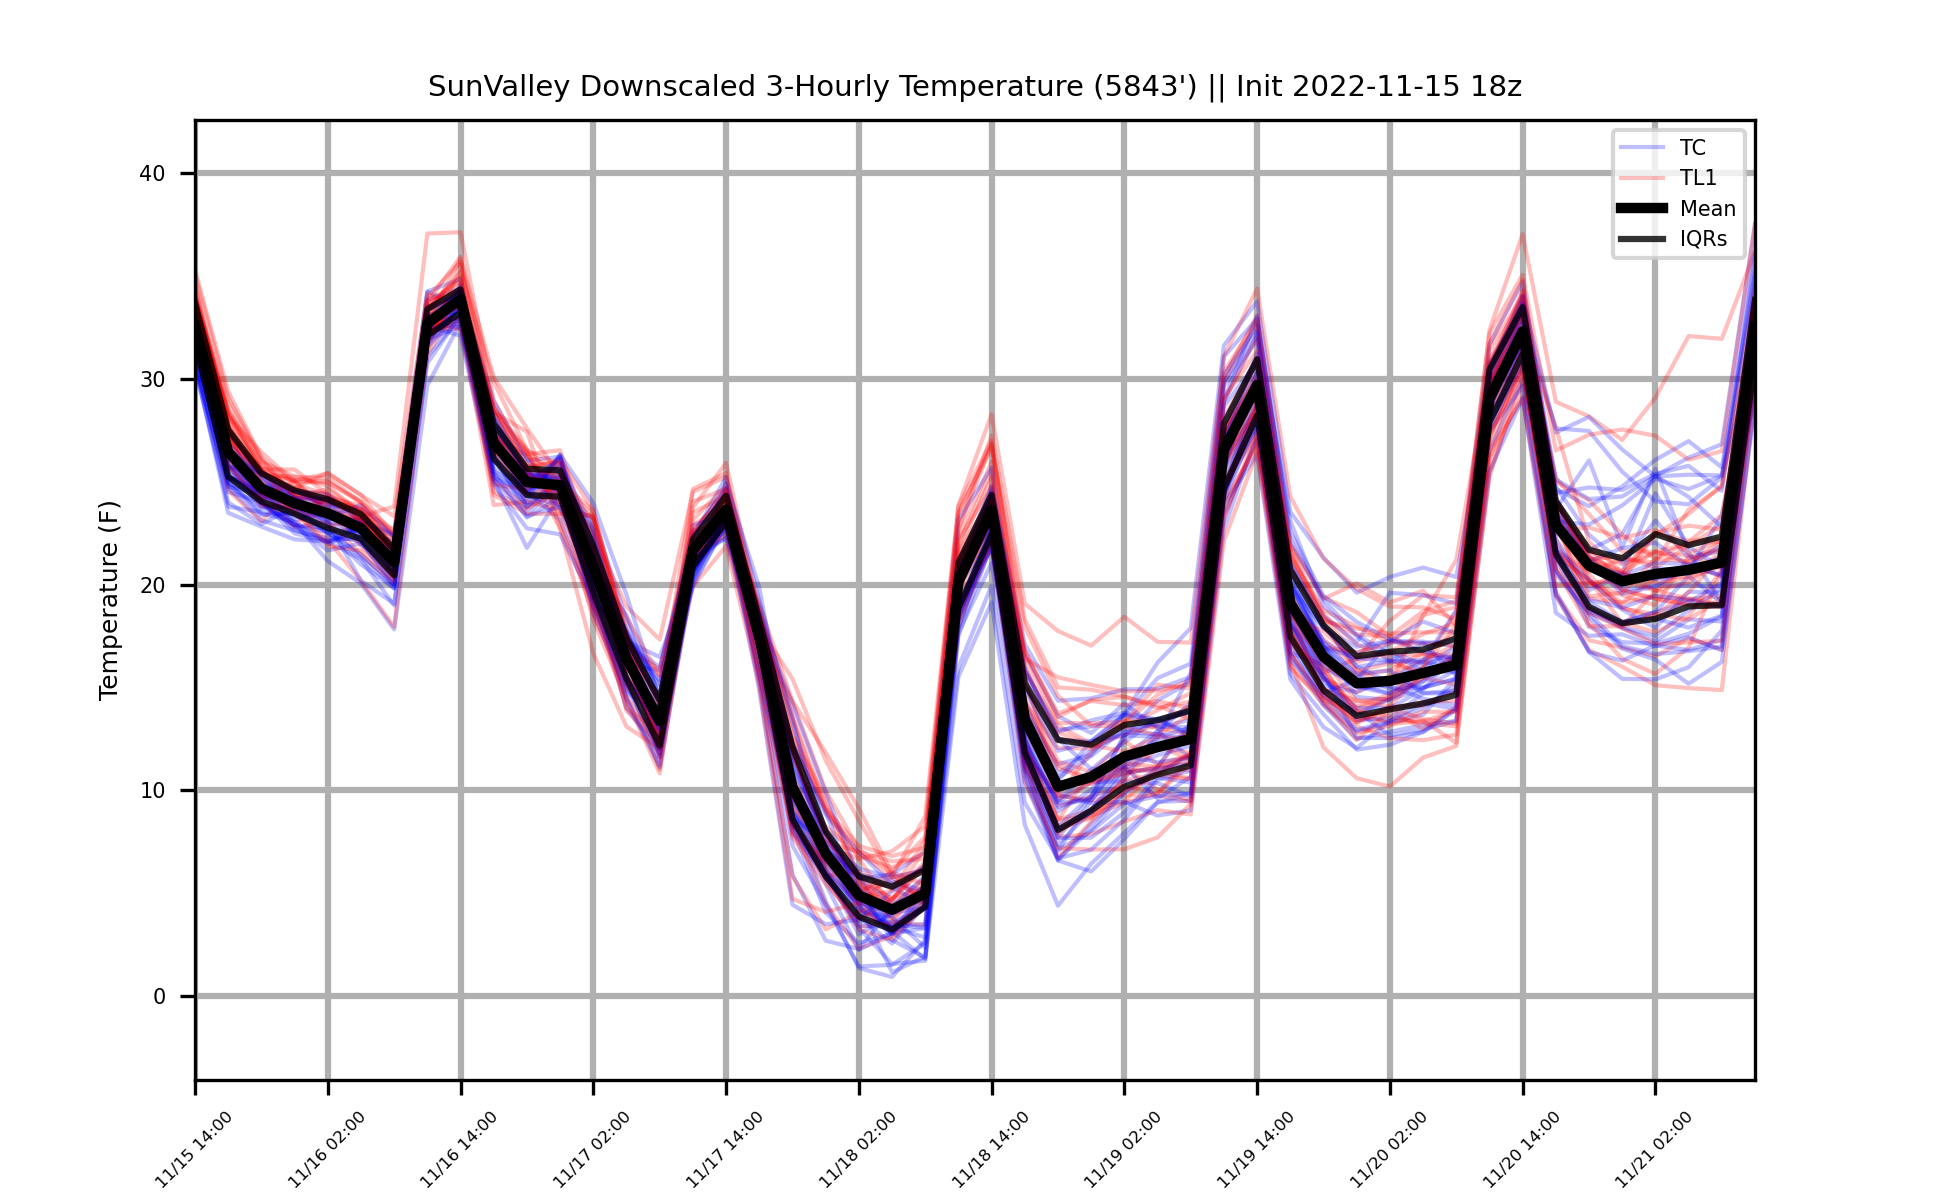 SunValley Downscaled 3-Hourly Temperature (5843') || Init 2022-11-15 18z
TC
TL1
Mean
IQRs
Temperature (F)
40
30
20
10
0
11/15 14:00
11/16 02:00
11/16 14:00
11/17 02:00
11/17 14:00
11/18 02:00
11/18 14:00
11/19 02:00
11/19 14:00
11/20 02:00
11/20 14:00
11/21 02:00